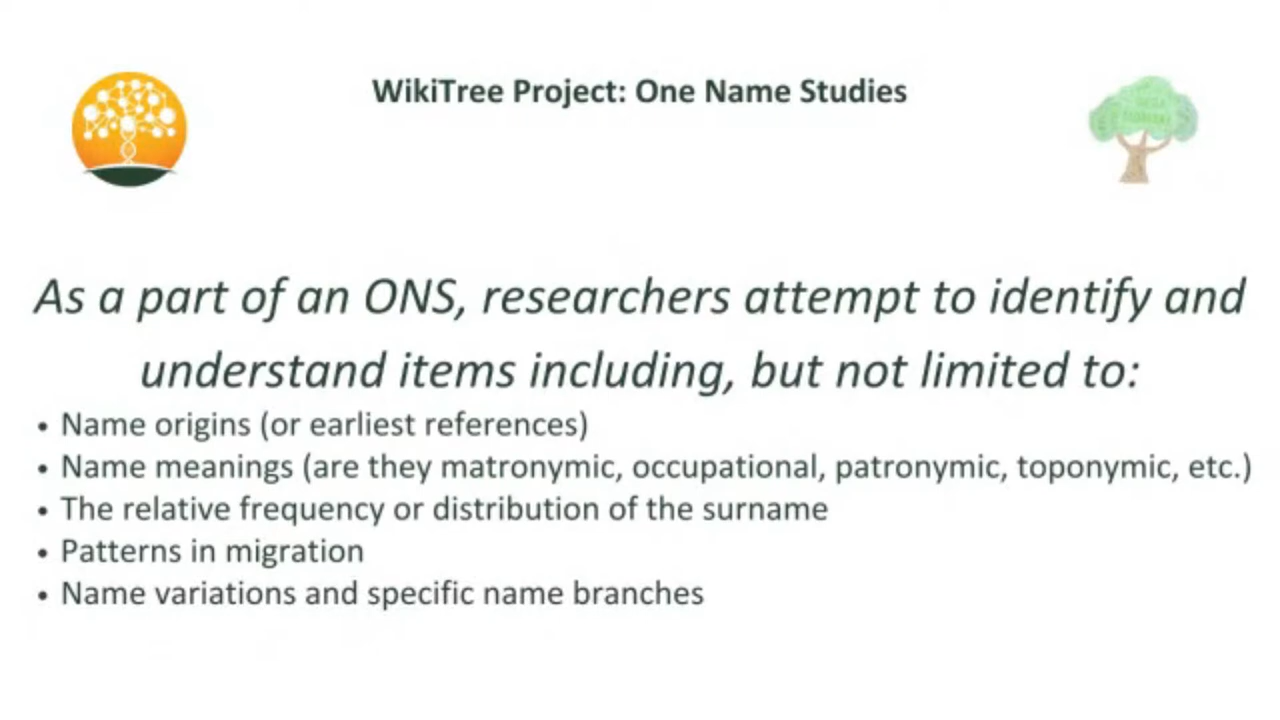 WikiTree Project: One Name Studies
As a part of an ONS, researchers attempt to identify and
understand items including, but not limited to:
• Name origins (or earliest references)
• Name meanings (are they matronymic, occupational, patronymic, toponymic, etc.)
• The relative frequency or distribution of the surname
• Patterns in migration
• Name variations and specific name branches